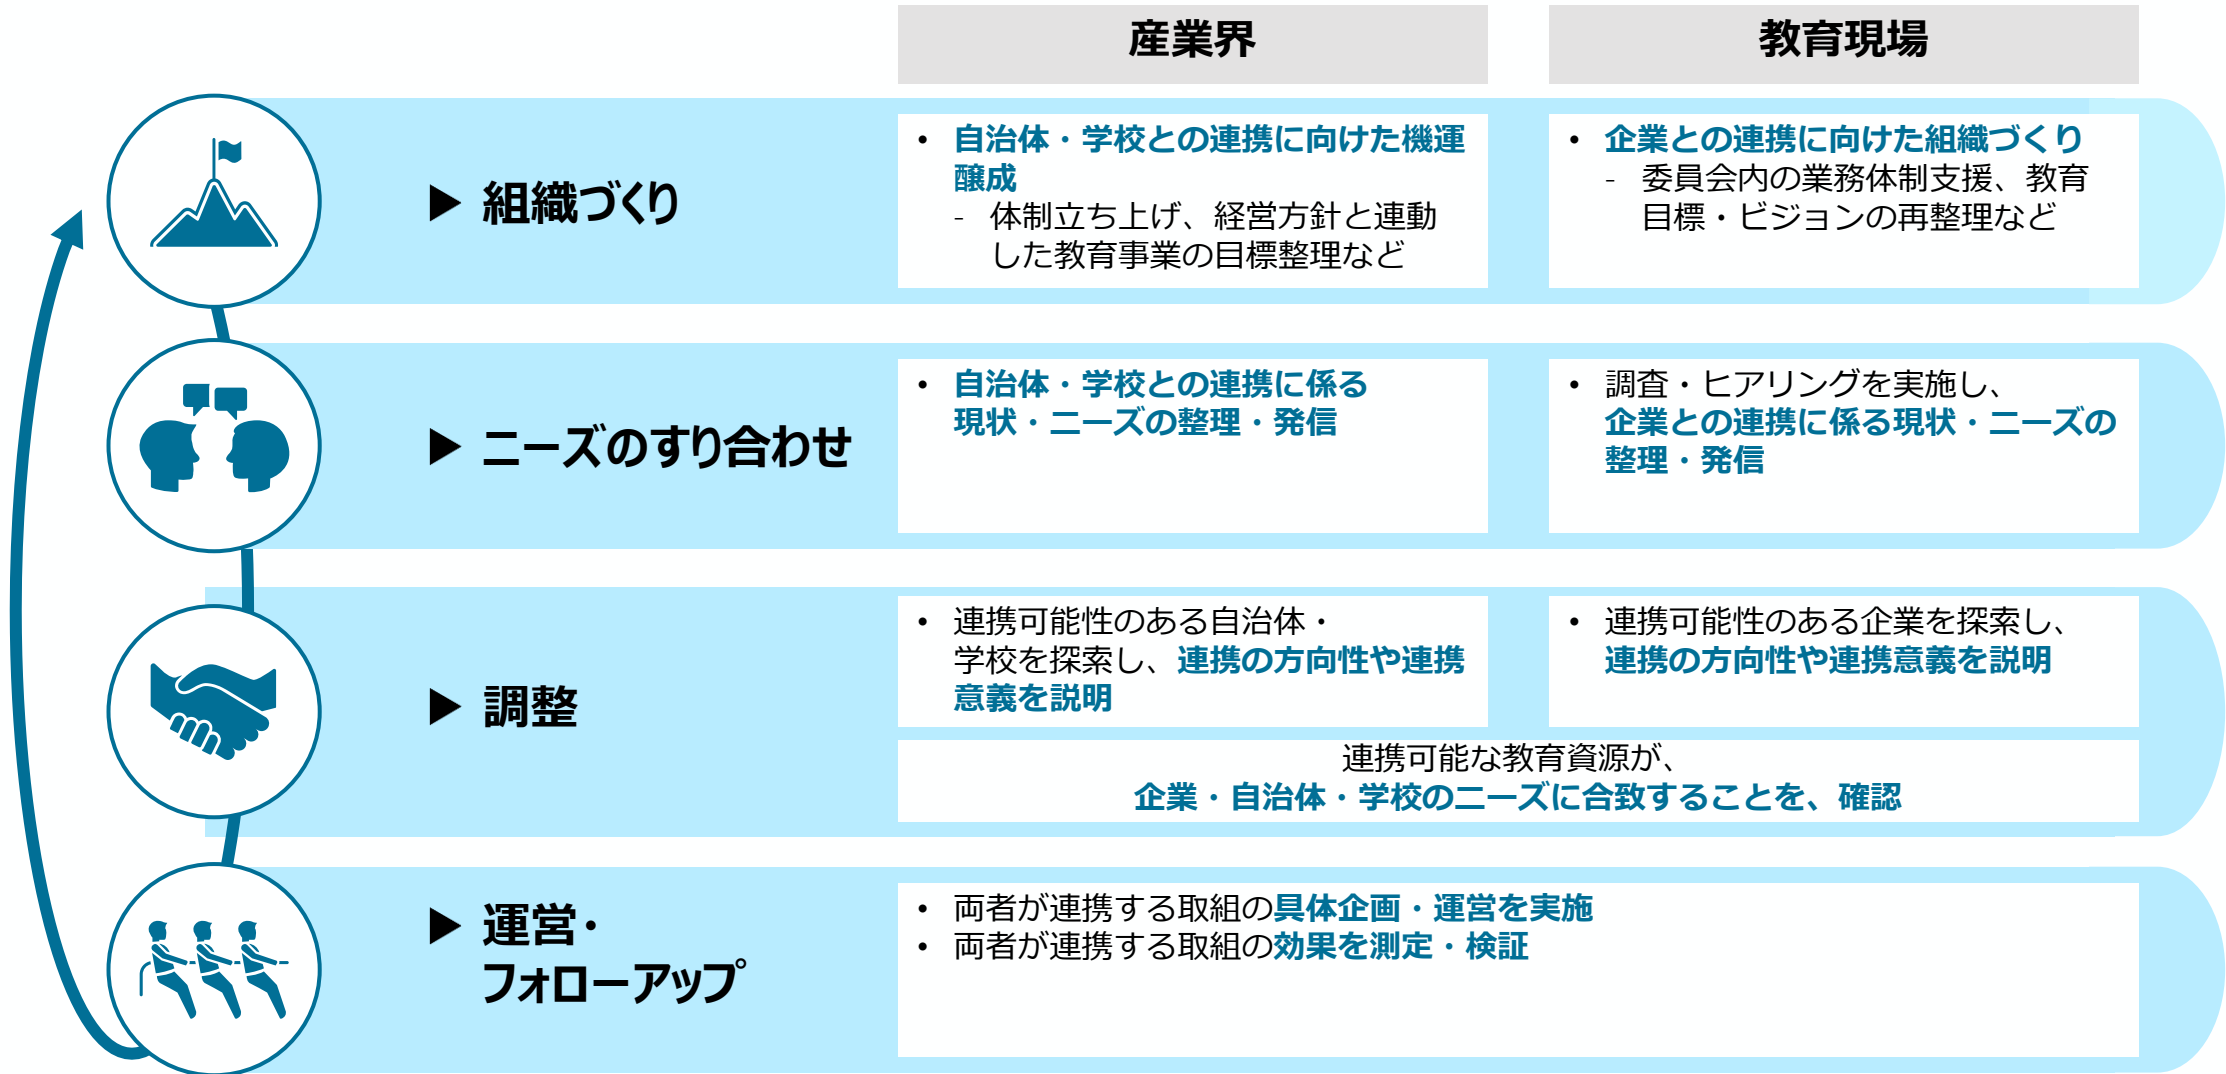 産業界
教育現場
▶ 組織づくり
• 自治体・学校との連携に向けた機運
醸成
- 体制立ち上げ、経営方針と連動
した教育事業の目標整理など
• 企業との連携に向けた組織づくり
- 委員会内の業務体制支援、教育
目標・ビジョンの再整理など
▶ ニーズのすり合わせ
• 自治体・学校との連携に係る
現状・ニーズの整理・発信
• 調査・ヒアリングを実施し、
企業との連携に係る現状・ニーズの
整理・発信
▶ 調整
• 連携可能性のある自治体・
学校を探索し、連携の方向性や連携
意義を説明
• 連携可能性のある企業を探索し、
連携の方向性や連携意義を説明
連携可能な教育資源が、
企業・自治体・学校のニーズに合致することを、確認
▶ 運営・
フォローアップ
• 両者が連携する取組の具体企画・運営を実施
• 両者が連携する取組の効果を測定・検証